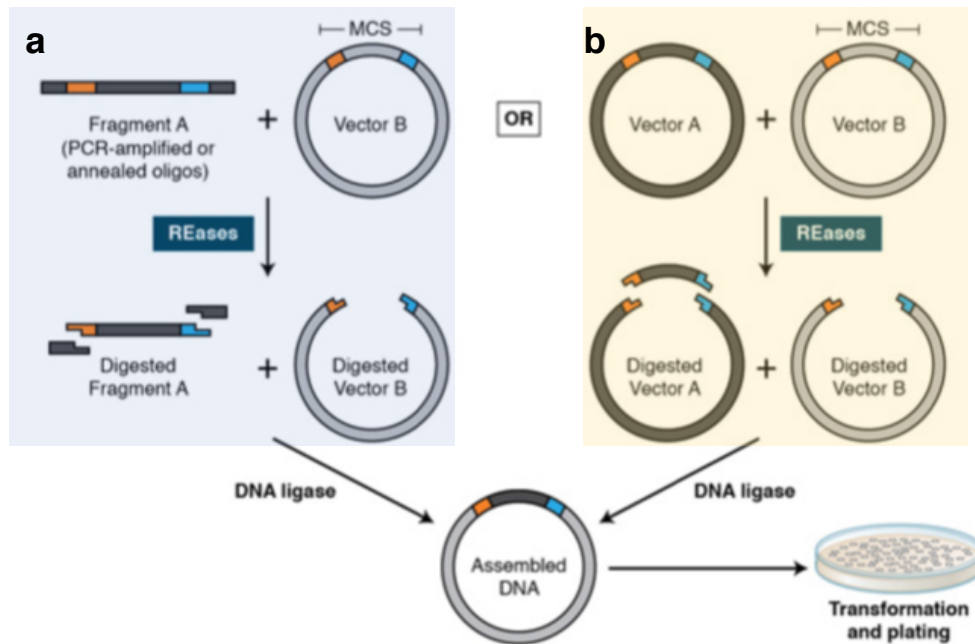 a
MCS
Fragment A
(PCR-amplified or
annealed oligos)
+
Vector B
REases
Digested
Fragment A
+
Digested
Vector B
DNA ligase
OR
b
MCS
Vector A
+
Vector B
REases
Digested
Vector A
+
Digested
Vector B
DNA ligase
Assembled
DNA
Transformation
and plating